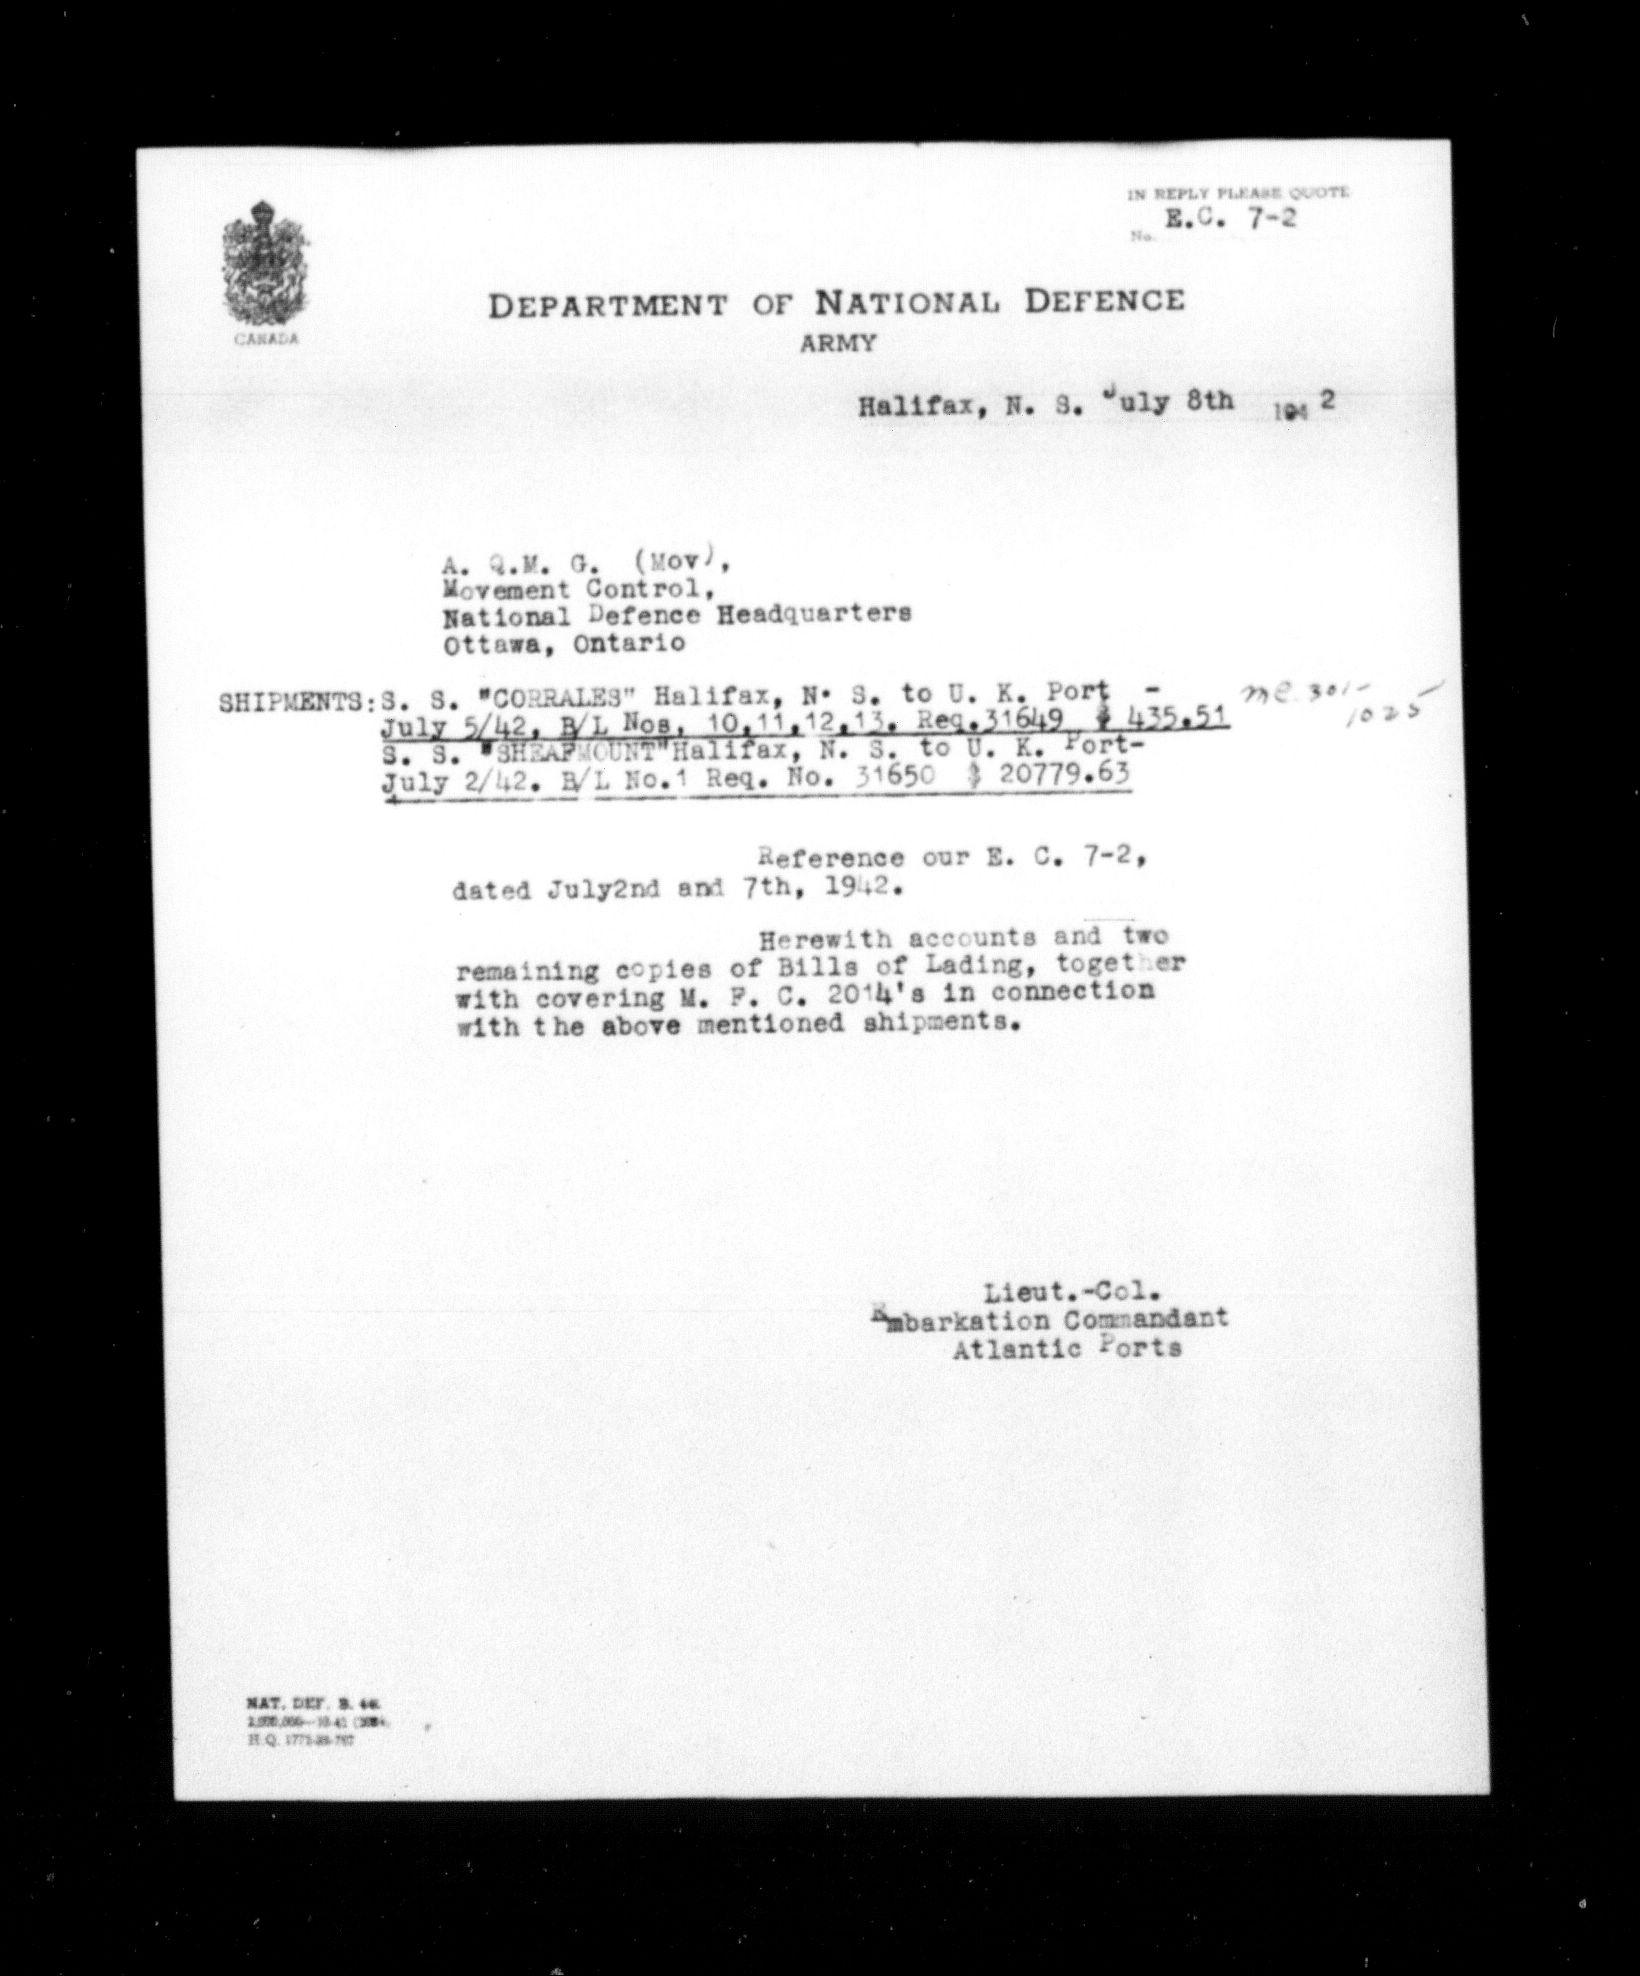 IN REPLY PLEASE QUOTE
E.C. 7-2
No.
CANADA
DEPARTMENT OF NATIONAL DEFENCE
ARMY
Halifax, N. S. July 8th 194 2
A. Q.M. G. (Mov),
Movement Control,
National Defence Headquarters
Ottawa, Ontario
SHIPMENTS:S. S. "CORRALES" Halifax, N. S. to U. K. Port -
July 5/42, B/L Nos, 10,11,12,13. Req.31649 $ 435.51
S. S. "SHEAFMOUNT"Halifax, N. S. to U. K. Port-
July 2/42. B/L No.1 Req. No. 31650 $ 20779.63
Reference our E. C. 7-2,
dated July2nd and 7th, 1942.
Herewith accounts and two
remaining copies of Bills of Lading, together
with covering M. F. C. 2014's in connection
with the above mentioned shipments.
Lieut.-Col.
Embarkation Commandant
Atlantic Ports
NAT. DEF. B.
H.Q.